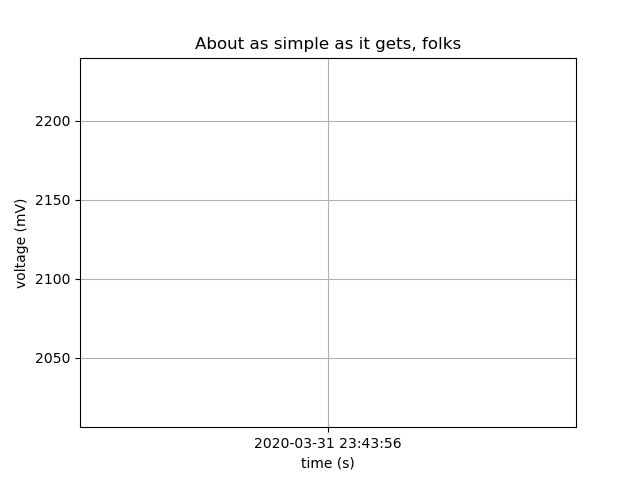 About as simple as it gets, folks
2200
2150
2100
2050
voltage (mV)
2020-03-31 23:43:56
time (s)